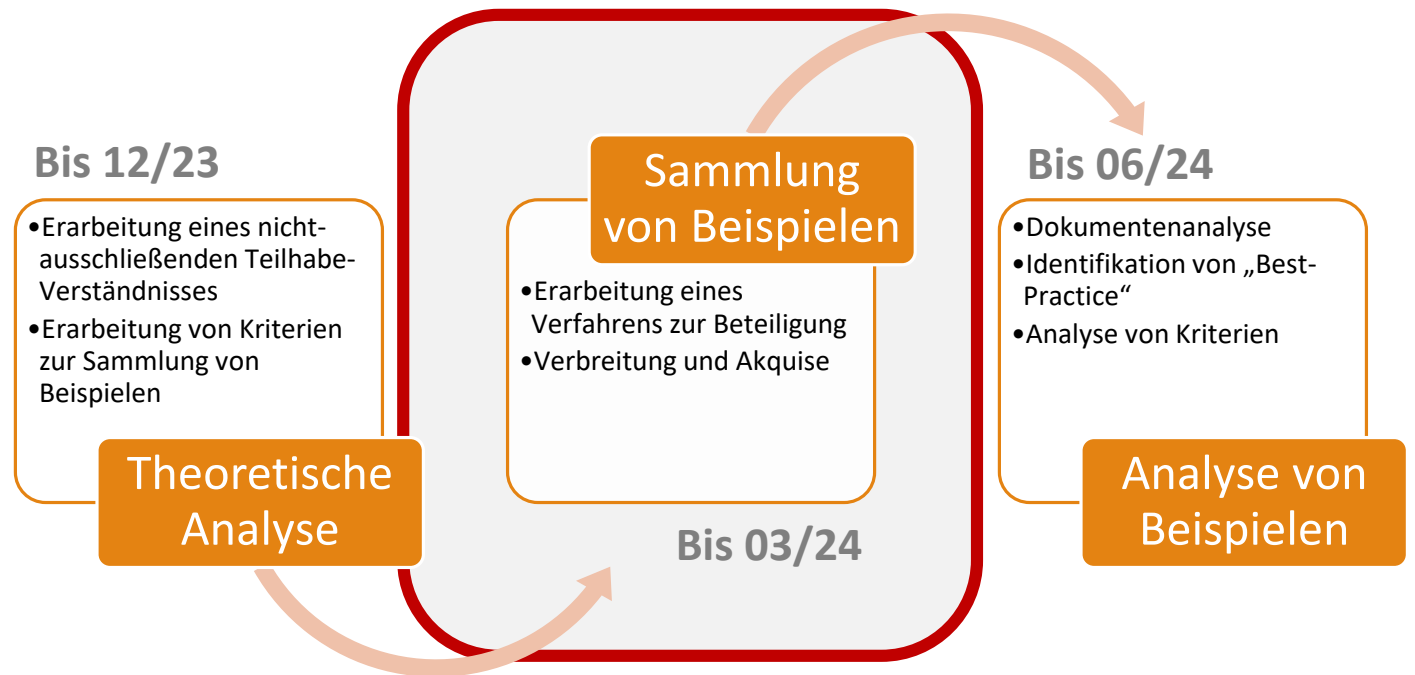 Bis 12/23
•Erarbeitung eines nicht-
ausschließenden Teilhabe-
Verständnisses
•Erarbeitung von Kriterien
zur Sammlung von
Beispielen
Theoretische
Analyse
Sammlung
von Beispielen
•Erarbeitung eines
Verfahrens zur Beteiligung
•Verbreitung und Akquise
Bis 03/24
Bis 06/24
•Dokumentenanalyse
•Identifikation von „Best-
Practice“
•Analyse von Kriterien
Analyse von
Beispielen